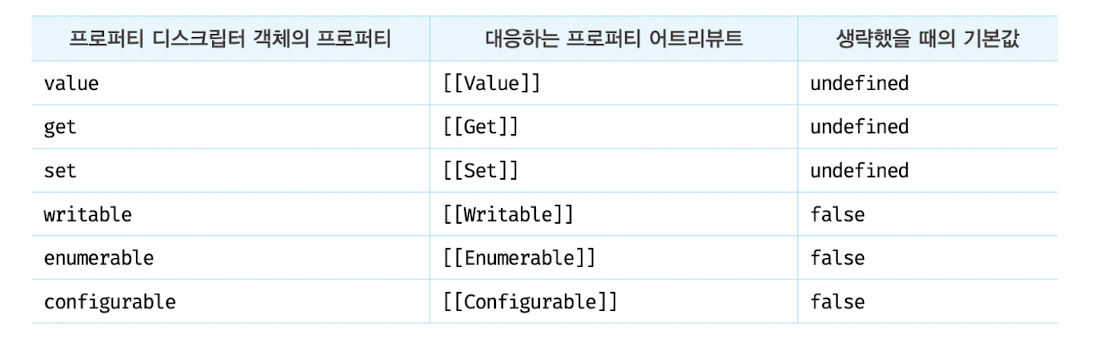 프로퍼티 디스크립터 객체의 프로퍼티 대응하는 프로퍼티 어트리뷰트 생략했을 때의 기본값
value [[Value]] undefined
get [[Get]] undefined
set [[Set]] undefined
writable [[Writable]] false
enumerable [[Enumerable]] false
configurable [[Configurable]] false